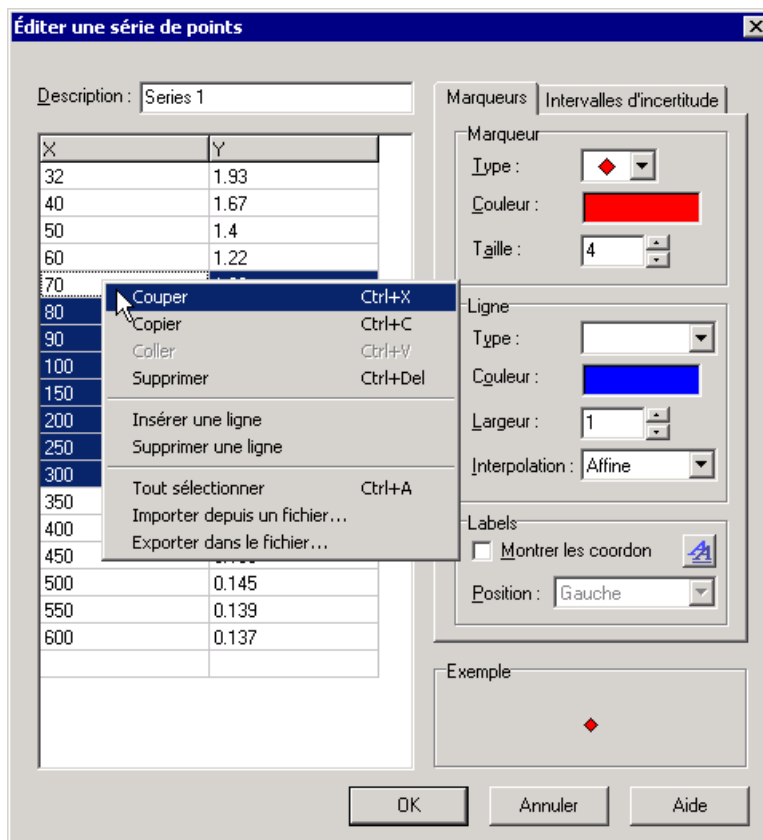 Éditer une série de points
Description : Series 1
X Y
32 1.93
40 1.67
50 1.4
60 1.22
70
80
90
100
150
200
250
300
350
400
450
500 0.145
550 0.139
600 0.137
Couper Ctrl+X
Copier Ctrl+C
Coller Ctrl+V
Supprimer Ctrl+Del
Insérer une ligne
Supprimer une ligne
Tout sélectionner Ctrl+A
Importer depuis un fichier...
Exporter dans le fichier...
Marqueurs Intervalles d'incertitude
Marqueur
Type :
Couleur :
Taille : 4
Ligne
Type :
Couleur :
Largeur : 1
Interpolation : Affine
Labels
Montrer les coordon
Position : Gauche
Exemple
OK Annuler Aide